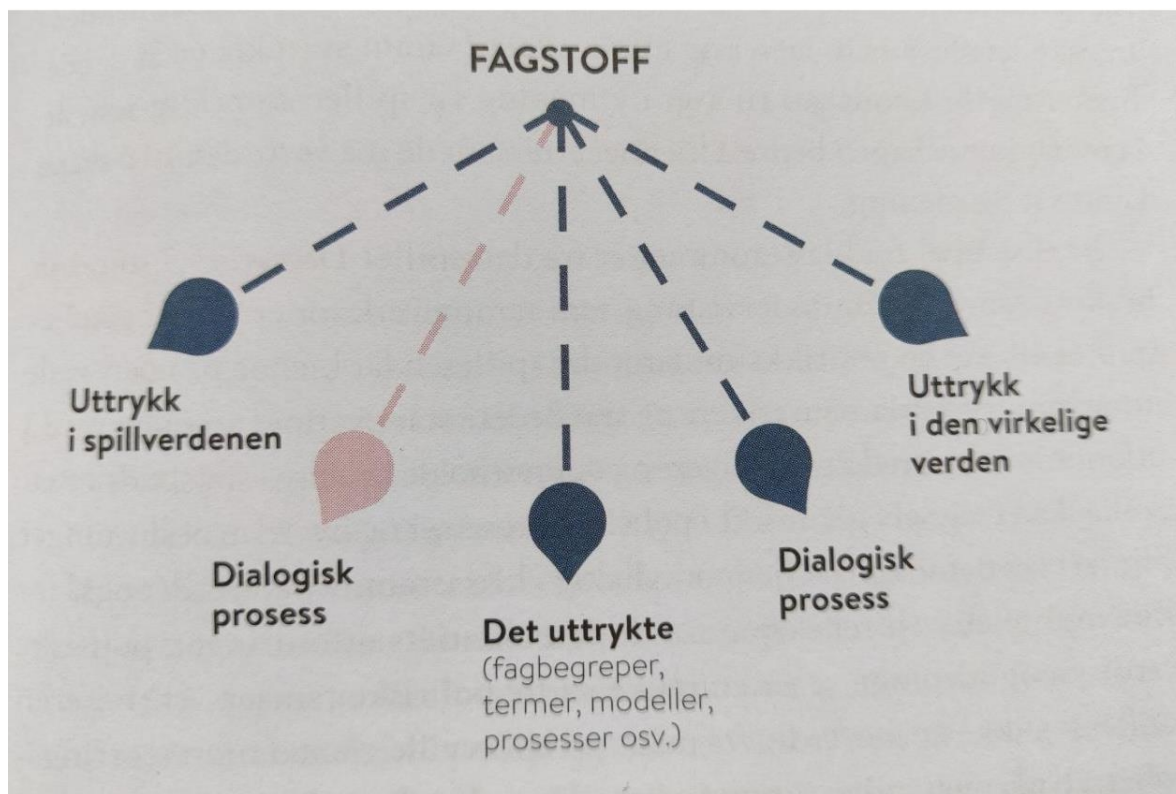 FAGSTOFF
Uttrykk
i spillverdenen
Uttrykk
i den virkelige
verden
Dialogisk
prosess
Dialogisk
prosess
Det uttrykte
(fagbegreper,
termer, modeller,
prosesser osv.)